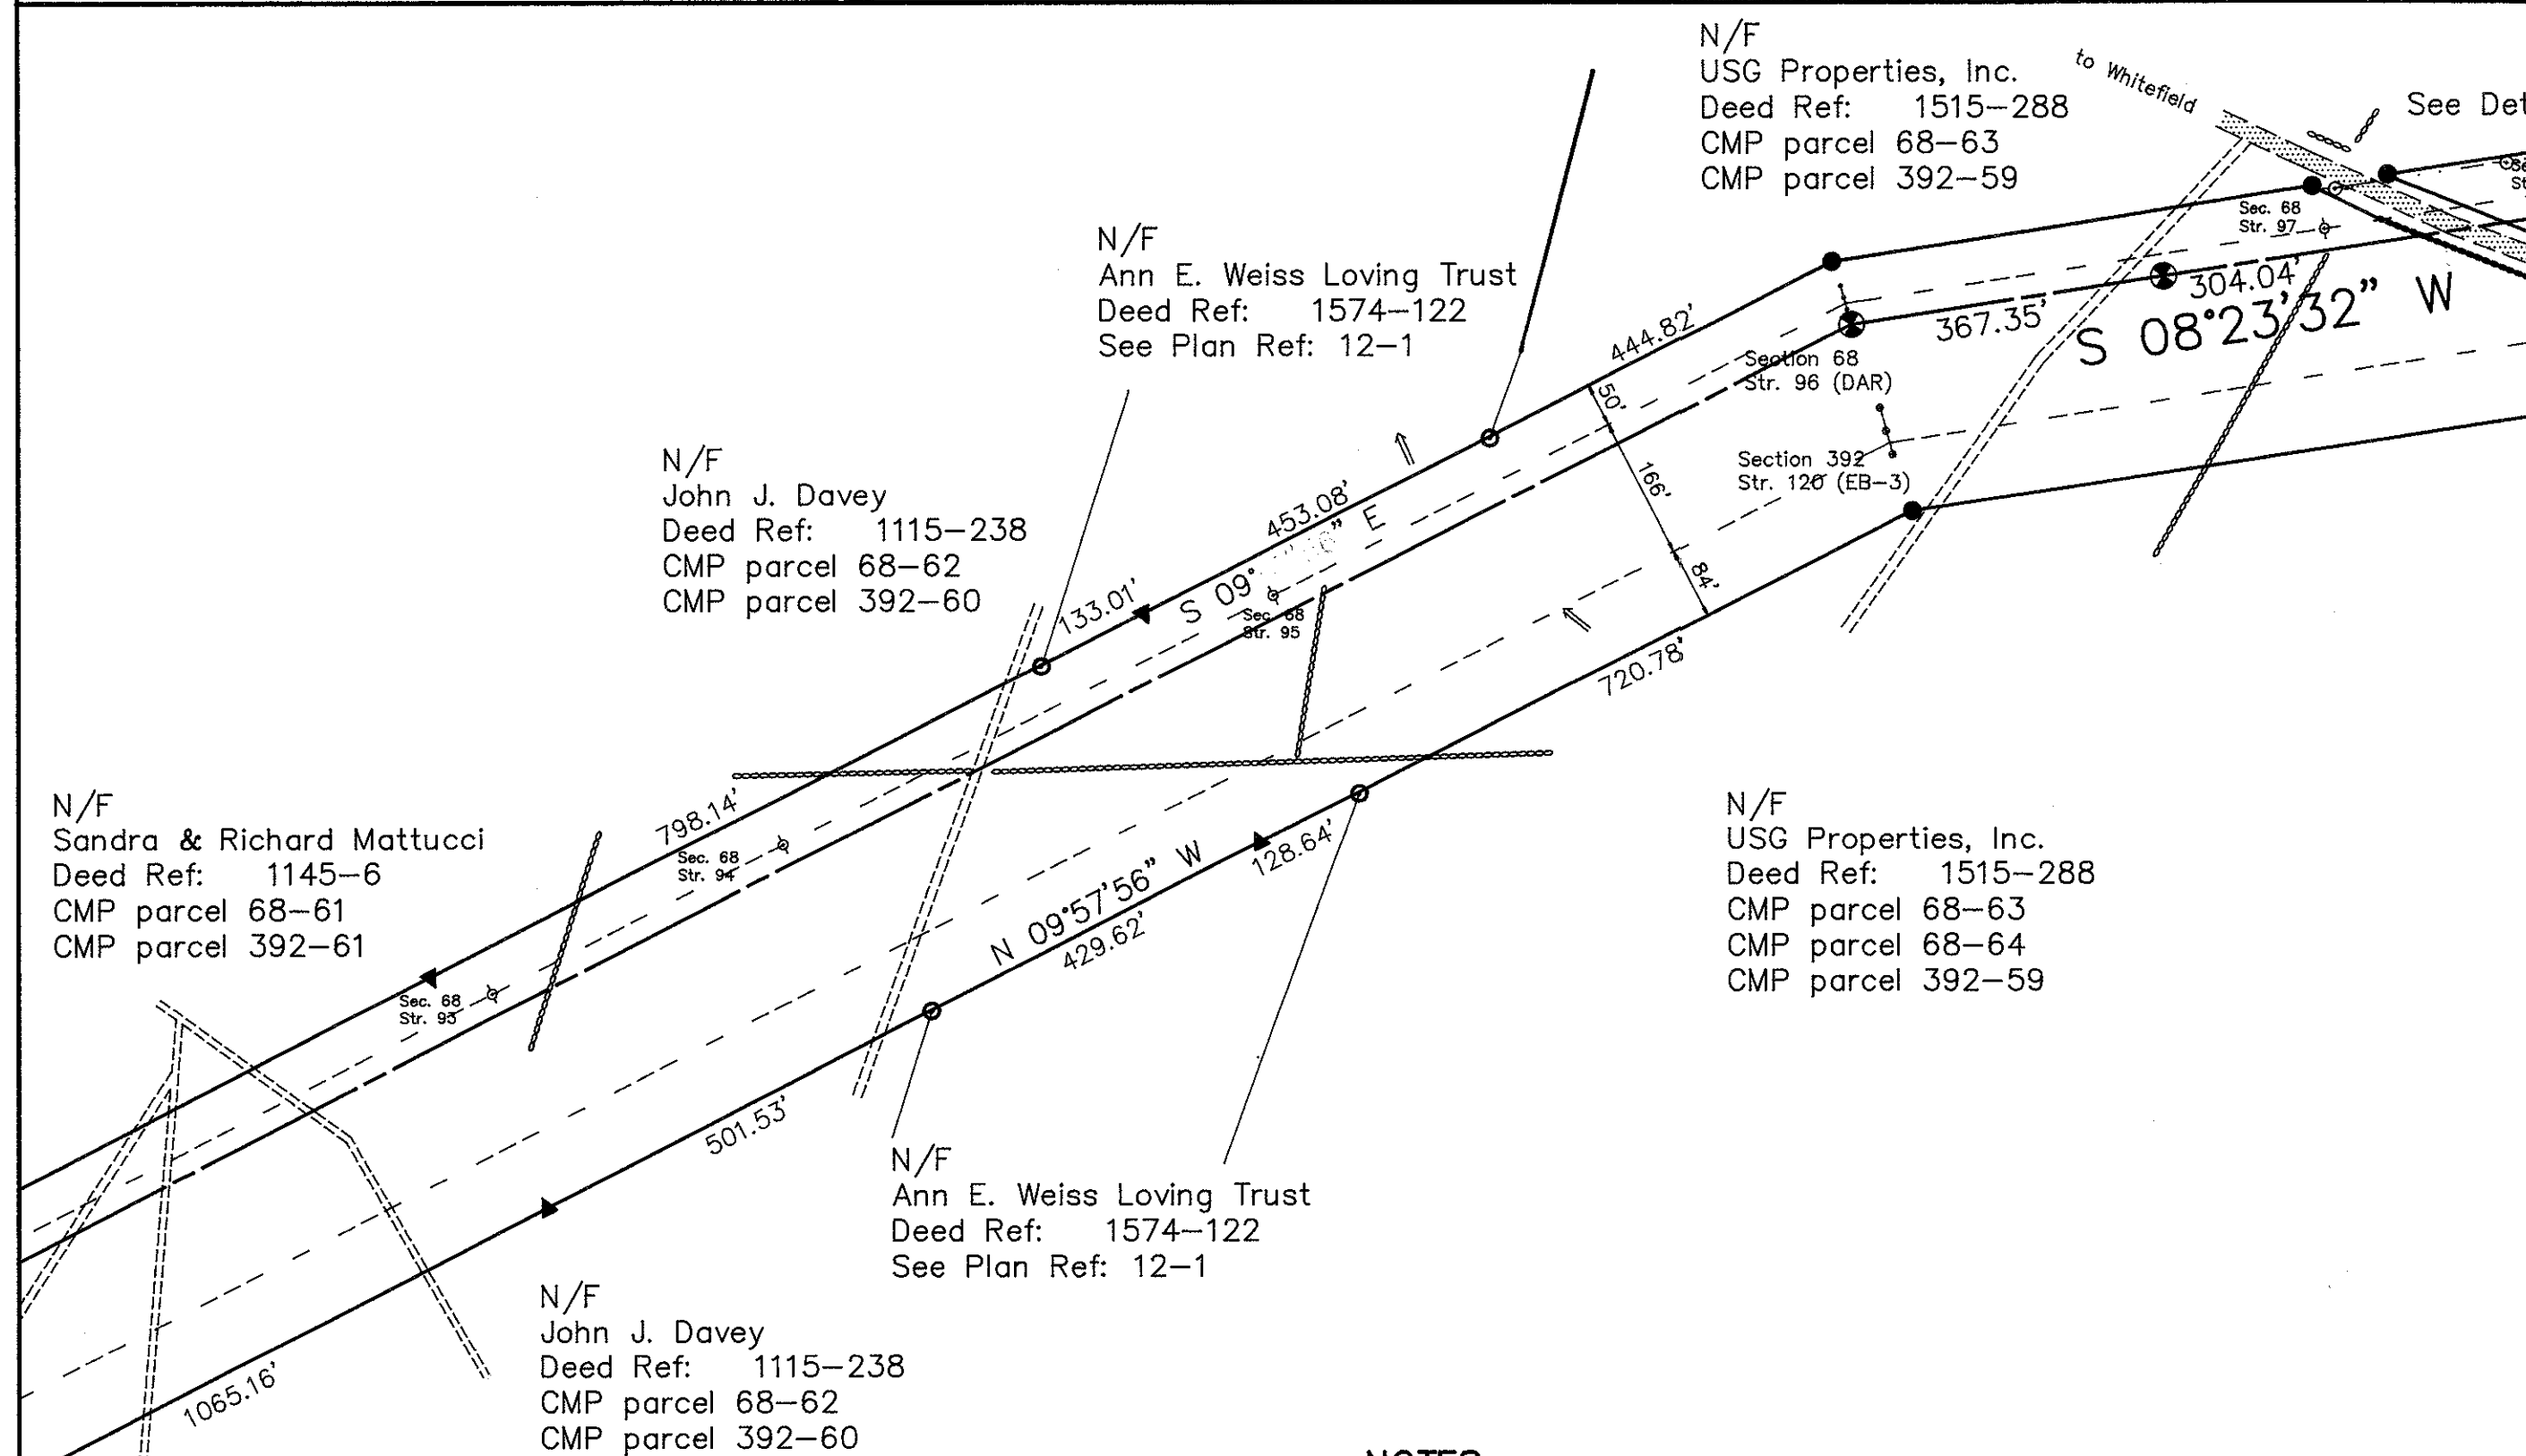 N/F
USG Properties, Inc.
Deed Ref: 1515-288
CMP parcel 68-63
CMP parcel 392-59
to Whitefield
N/F
Ann E. Weiss Loving Trust
Deed Ref: 1574-122
See Plan Ref: 12-1
Sec. 68
Str. 97
304.04'
367.35'
S 08°23'32" W
444.82'
Section 68
Str. 96 (DAR)
50'
166'
84'
Section 392
Str. 120 (EB-3)
N/F
John J. Davey
Deed Ref: 1115-238
CMP parcel 68-62
CMP parcel 392-60
453.08'
133.01'
S 09° E
Sec. 68
Str. 95
720.78'
N/F
Sandra & Richard Mattucci
Deed Ref: 1145-6
CMP parcel 68-61
CMP parcel 392-61
798.14'
Sec. 68
Str. 94
128.64'
N 09°57'56" W
429.62'
N/F
USG Properties, Inc.
Deed Ref: 1515-288
CMP parcel 68-63
CMP parcel 68-64
CMP parcel 392-59
Sec. 68
Str. 93
501.53'
N/F
Ann E. Weiss Loving Trust
Deed Ref: 1574-122
See Plan Ref: 12-1
N/F
John J. Davey
Deed Ref: 1115-238
CMP parcel 68-62
CMP parcel 392-60
1065.16'
See